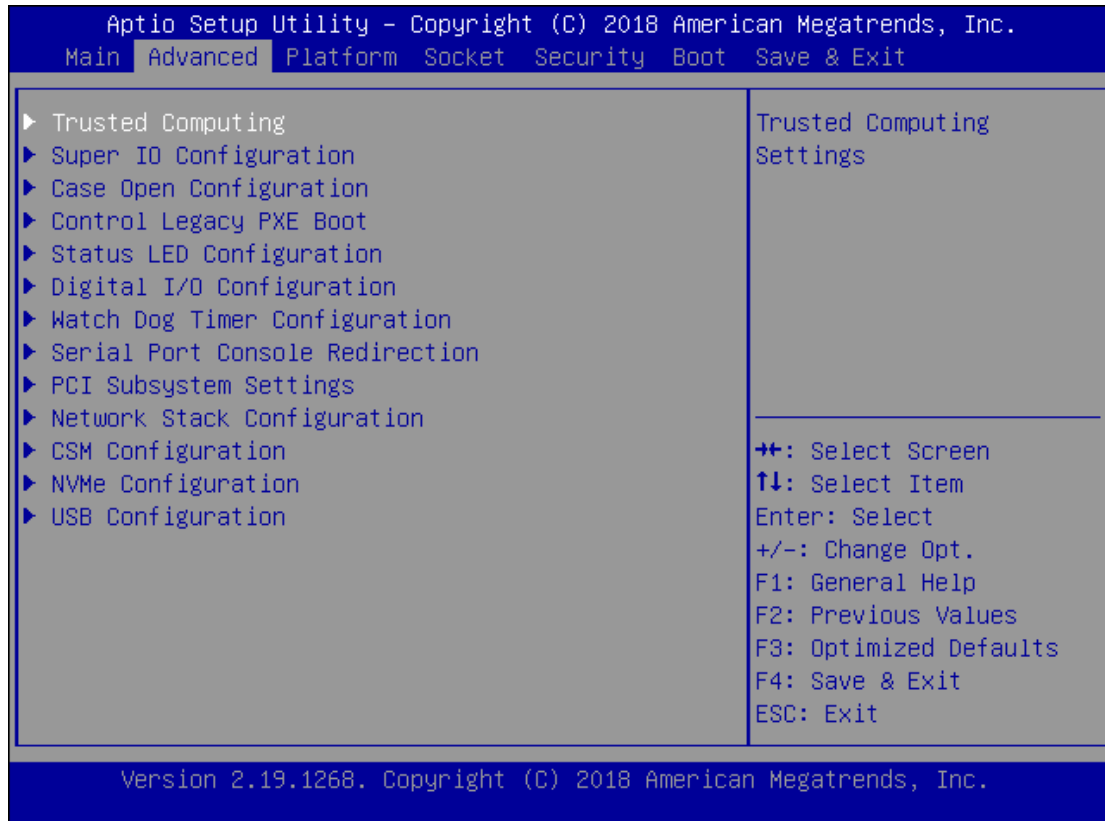 Aptio Setup Utility – Copyright (C) 2018 American Megatrends, Inc.
Main Advanced Platform Socket Security Boot Save & Exit
▶ Trusted Computing
▶ Super IO Configuration
▶ Case Open Configuration
▶ Control Legacy PXE Boot
▶ Status LED Configuration
▶ Digital I/O Configuration
▶ Watch Dog Timer Configuration
▶ Serial Port Console Redirection
▶ PCI Subsystem Settings
▶ Network Stack Configuration
▶ CSM Configuration
▶ NVMe Configuration
▶ USB Configuration
Trusted Computing
Settings
→←: Select Screen
↑↓: Select Item
Enter: Select
+/-: Change Opt.
F1: General Help
F2: Previous Values
F3: Optimized Defaults
F4: Save & Exit
ESC: Exit
Version 2.19.1268. Copyright (C) 2018 American Megatrends, Inc.